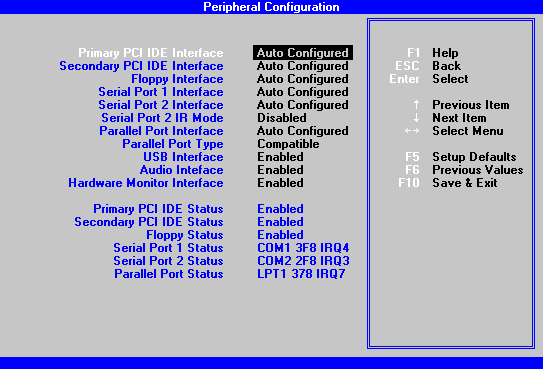 Peripheral Configuration
Primary PCI IDE Interface Auto Configured
Secondary PCI IDE Interface Auto Configured
Floppy Interface Auto Configured
Serial Port 1 Interface Auto Configured
Serial Port 2 Interface Auto Configured
Serial Port 2 IR Mode Disabled
Parallel Port Interface Auto Configured
Parallel Port Type Compatible
USB Interface Enabled
Audio Interface Enabled
Hardware Monitor Interface Enabled
Primary PCI IDE Status Enabled
Secondary PCI IDE Status Enabled
Floppy Status Enabled
Serial Port 1 Status COM1 3F8 IRQ4
Serial Port 2 Status COM2 2F8 IRQ3
Parallel Port Status LPT1 378 IRQ7
F1 Help
ESC Back
Enter Select
↑ Previous Item
↓ Next Item
←→ Select Menu
F5 Setup Defaults
F6 Previous Values
F10 Save & Exit